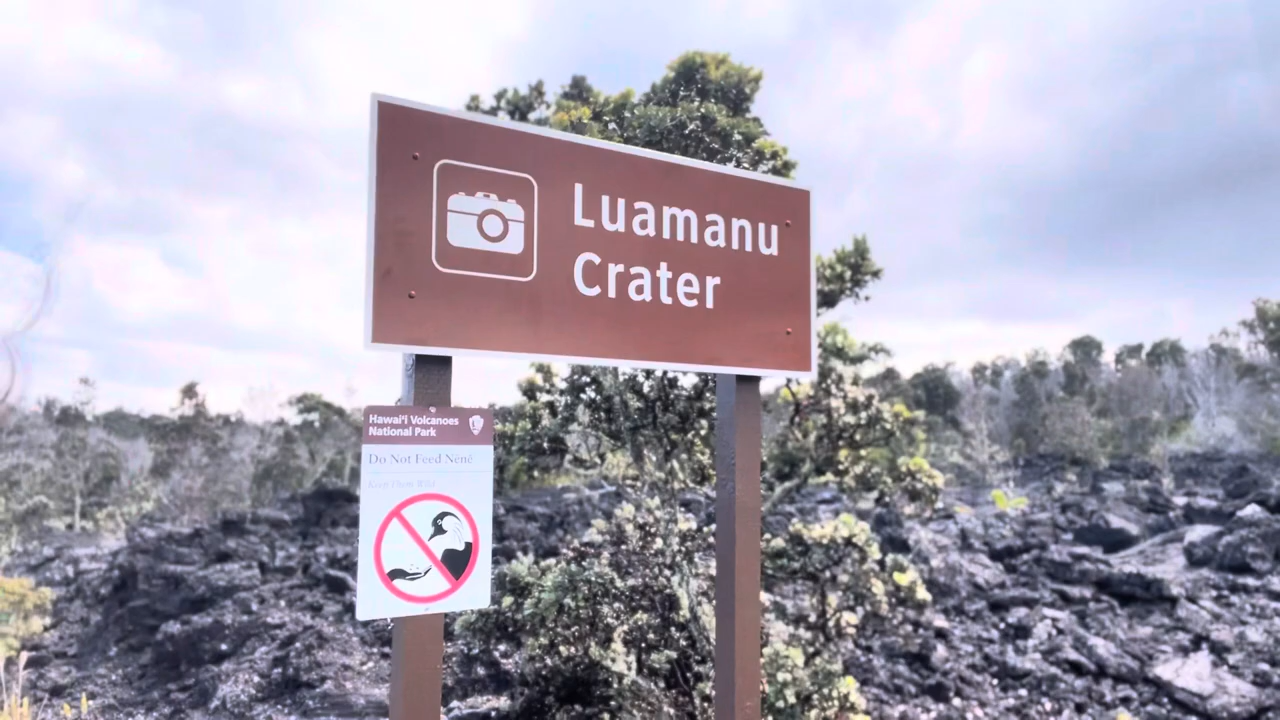 Luamanu
Crater
Hawaiʻi Volcanoes
National Park
Do Not Feed Nēnē
Keep Them Wild